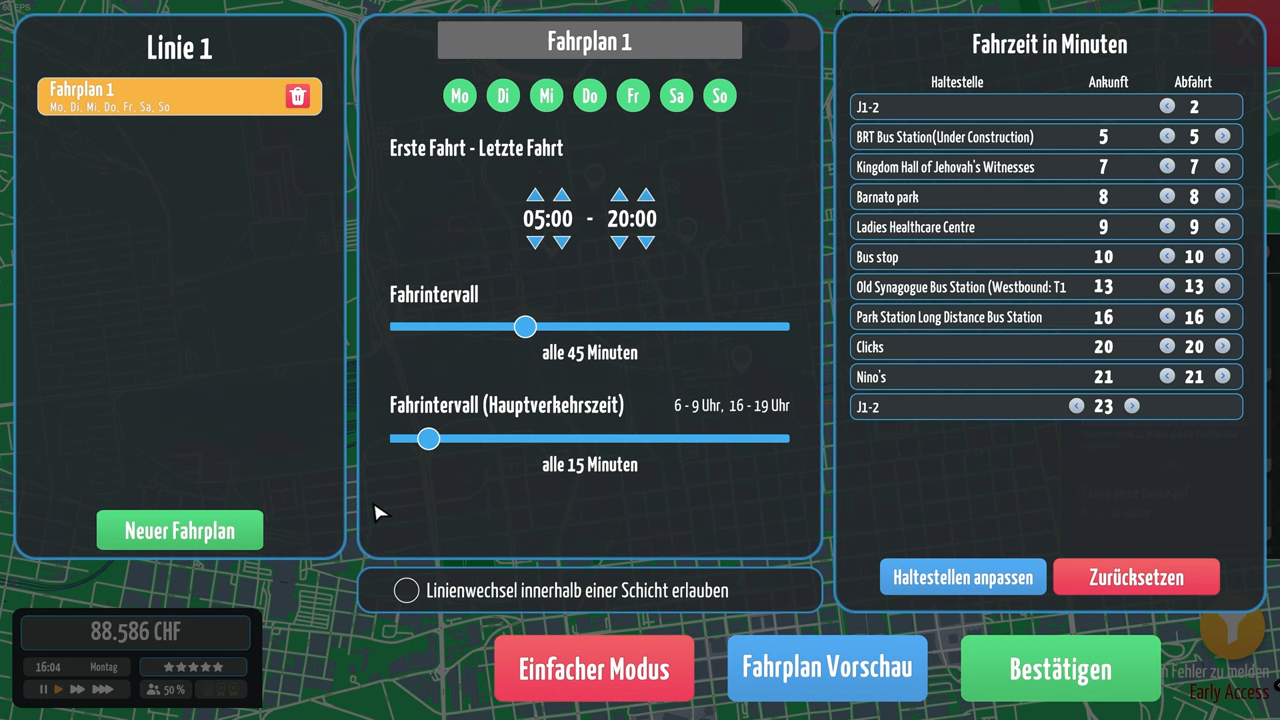 60 FPS
Linie 1
Fahrplan 1
Mo, Di, Mi, Do, Fr, Sa, So
Neuer Fahrplan
Fahrplan 1
Mo Di Mi Do Fr Sa So
Erste Fahrt - Letzte Fahrt
05:00 - 20:00
Fahrintervall
alle 45 Minuten
Fahrintervall (Hauptverkehrszeit) 6 - 9 Uhr, 16 - 19 Uhr
alle 15 Minuten
Linienwechsel innerhalb einer Schicht erlauben
Fahrzeit in Minuten
Haltestelle Ankunft Abfahrt
J1-2 2
BRT Bus Station(Under Construction) 5 5
Kingdom Hall of Jehovah's Witnesses 7 7
Barnato park 8 8
Ladies Healthcare Centre 9 9
Bus stop 10 10
Old Synagogue Bus Station (Westbound: T1 13 13
Park Station Long Distance Bus Station 16 16
Clicks 20 20
Nino's 21 21
J1-2 23
Haltestellen anpassen Zurücksetzen
88.586 CHF
16:04 Montag
50 %
Einfacher Modus Fahrplan Vorschau Bestätigen
n Fehler zu melden
Early Access